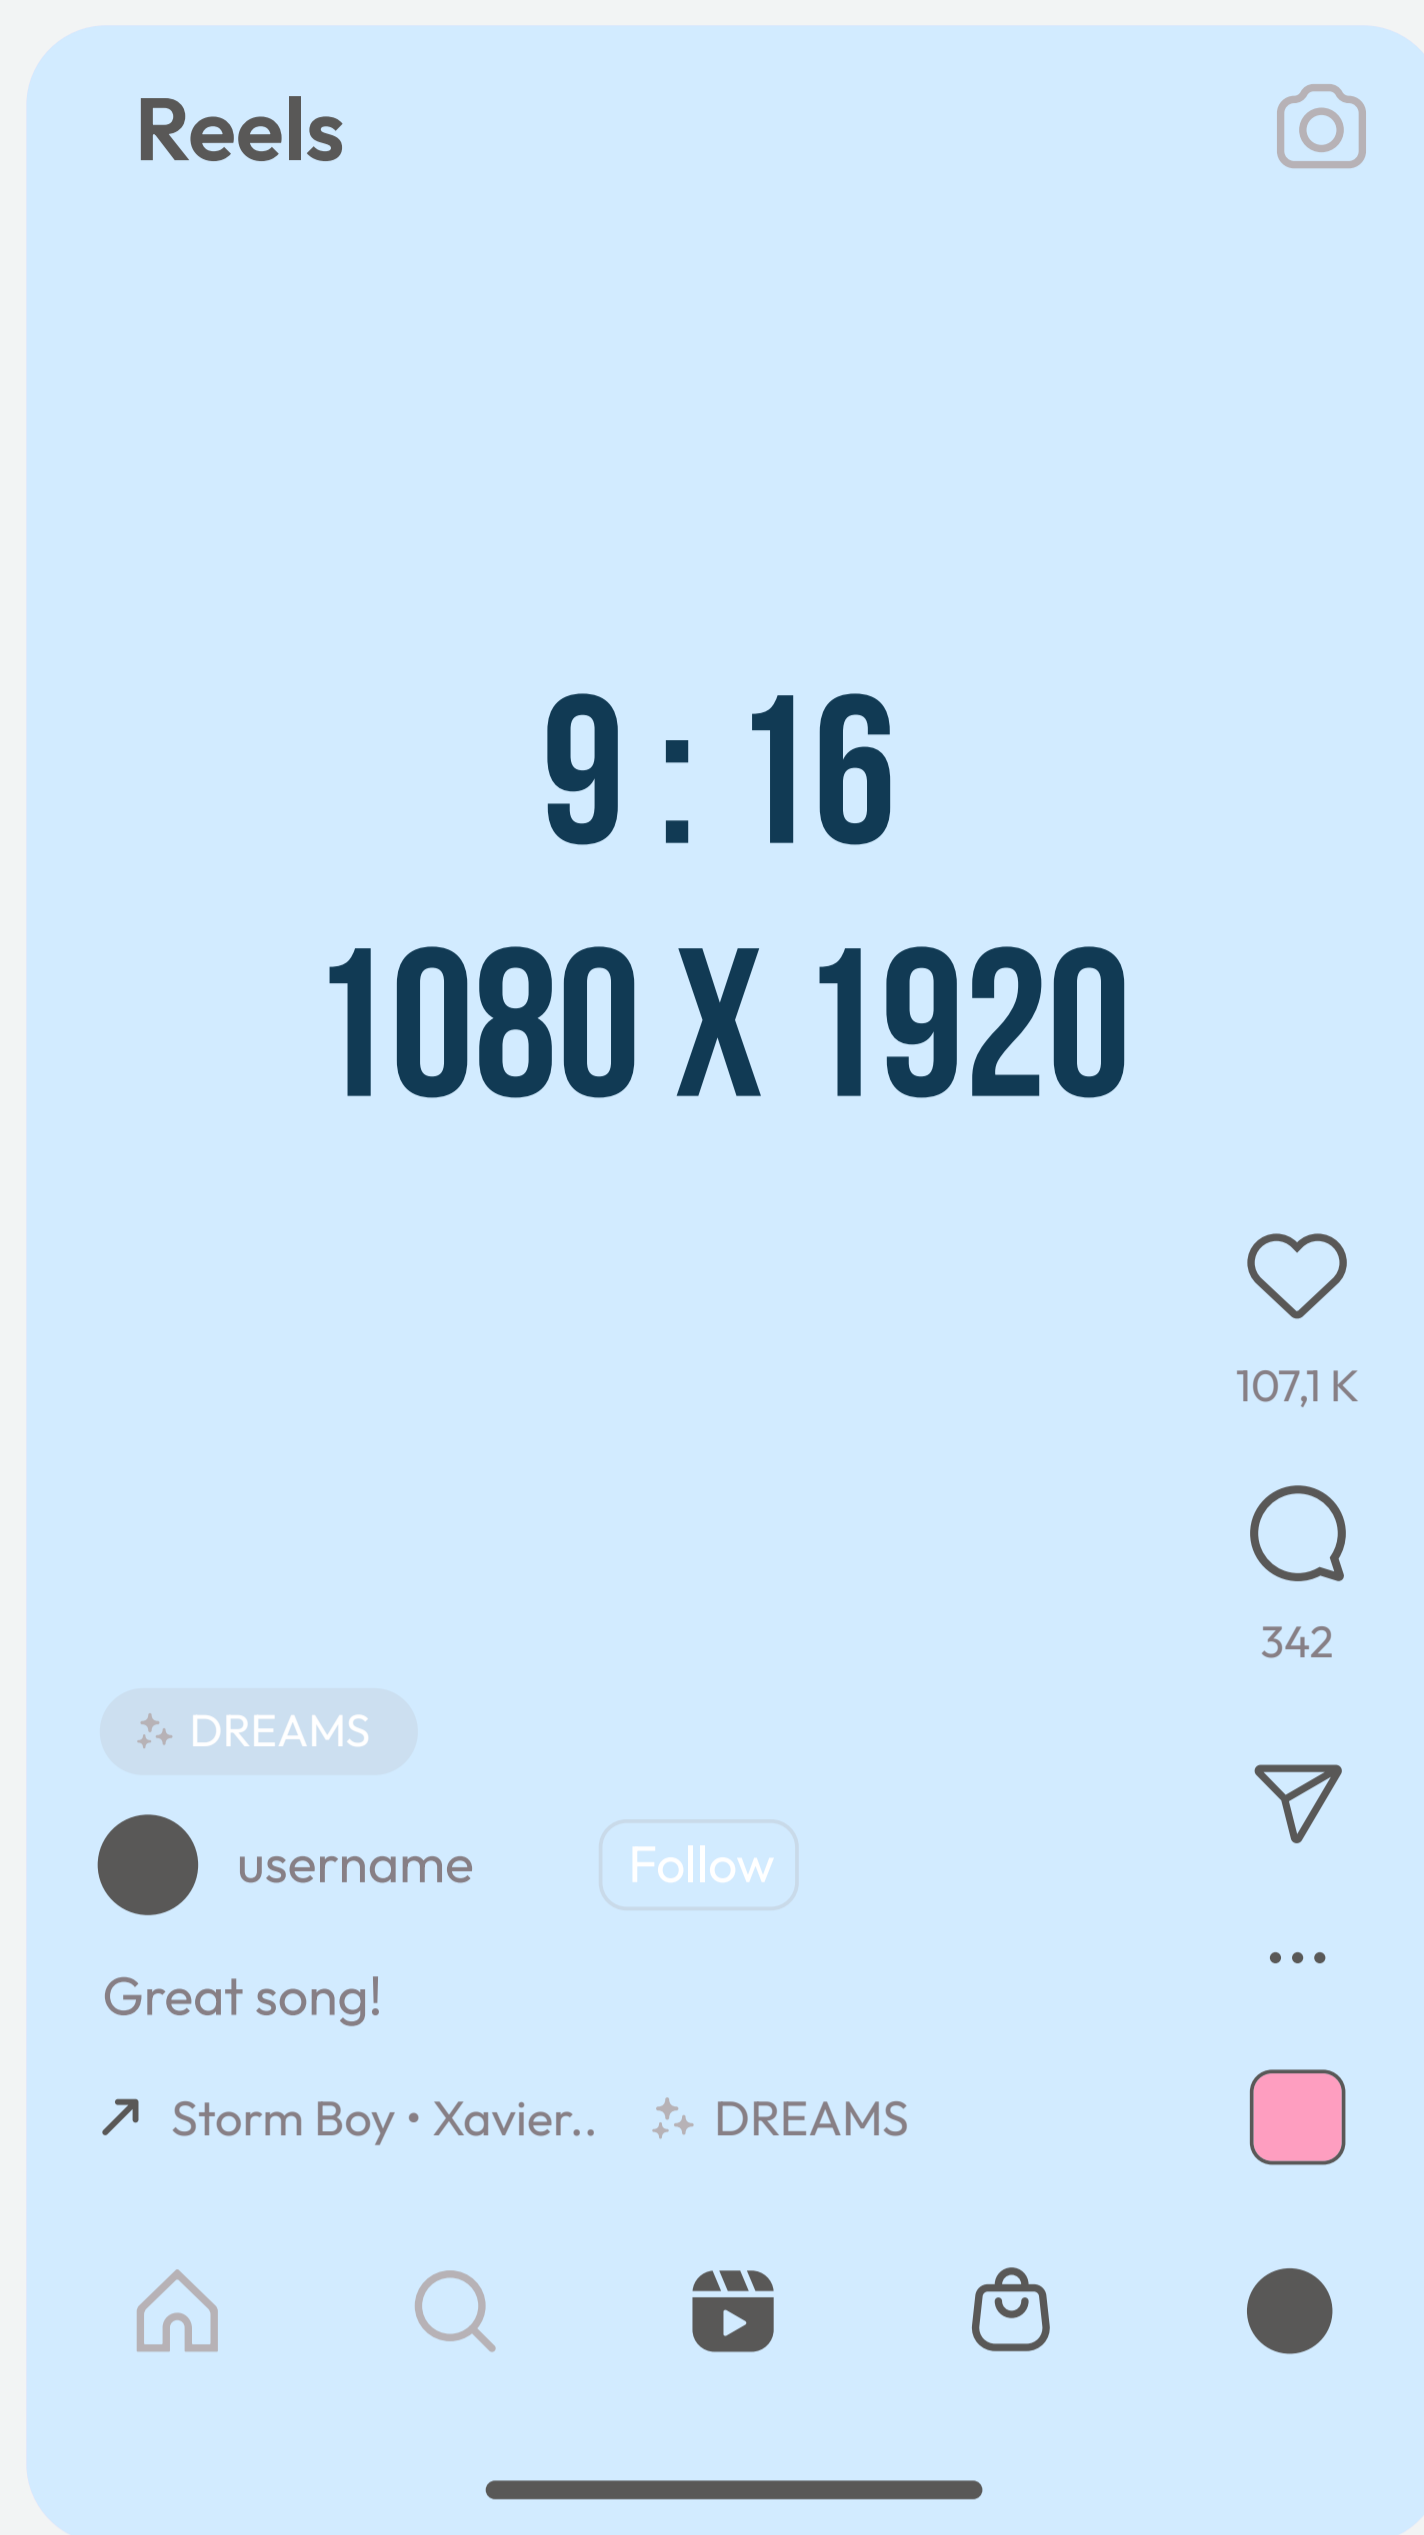 Reels
9 : 16
1080 X 1920
107,1 K
342
DREAMS
username
Follow
Great song!
Storm Boy • Xavier.. DREAMS